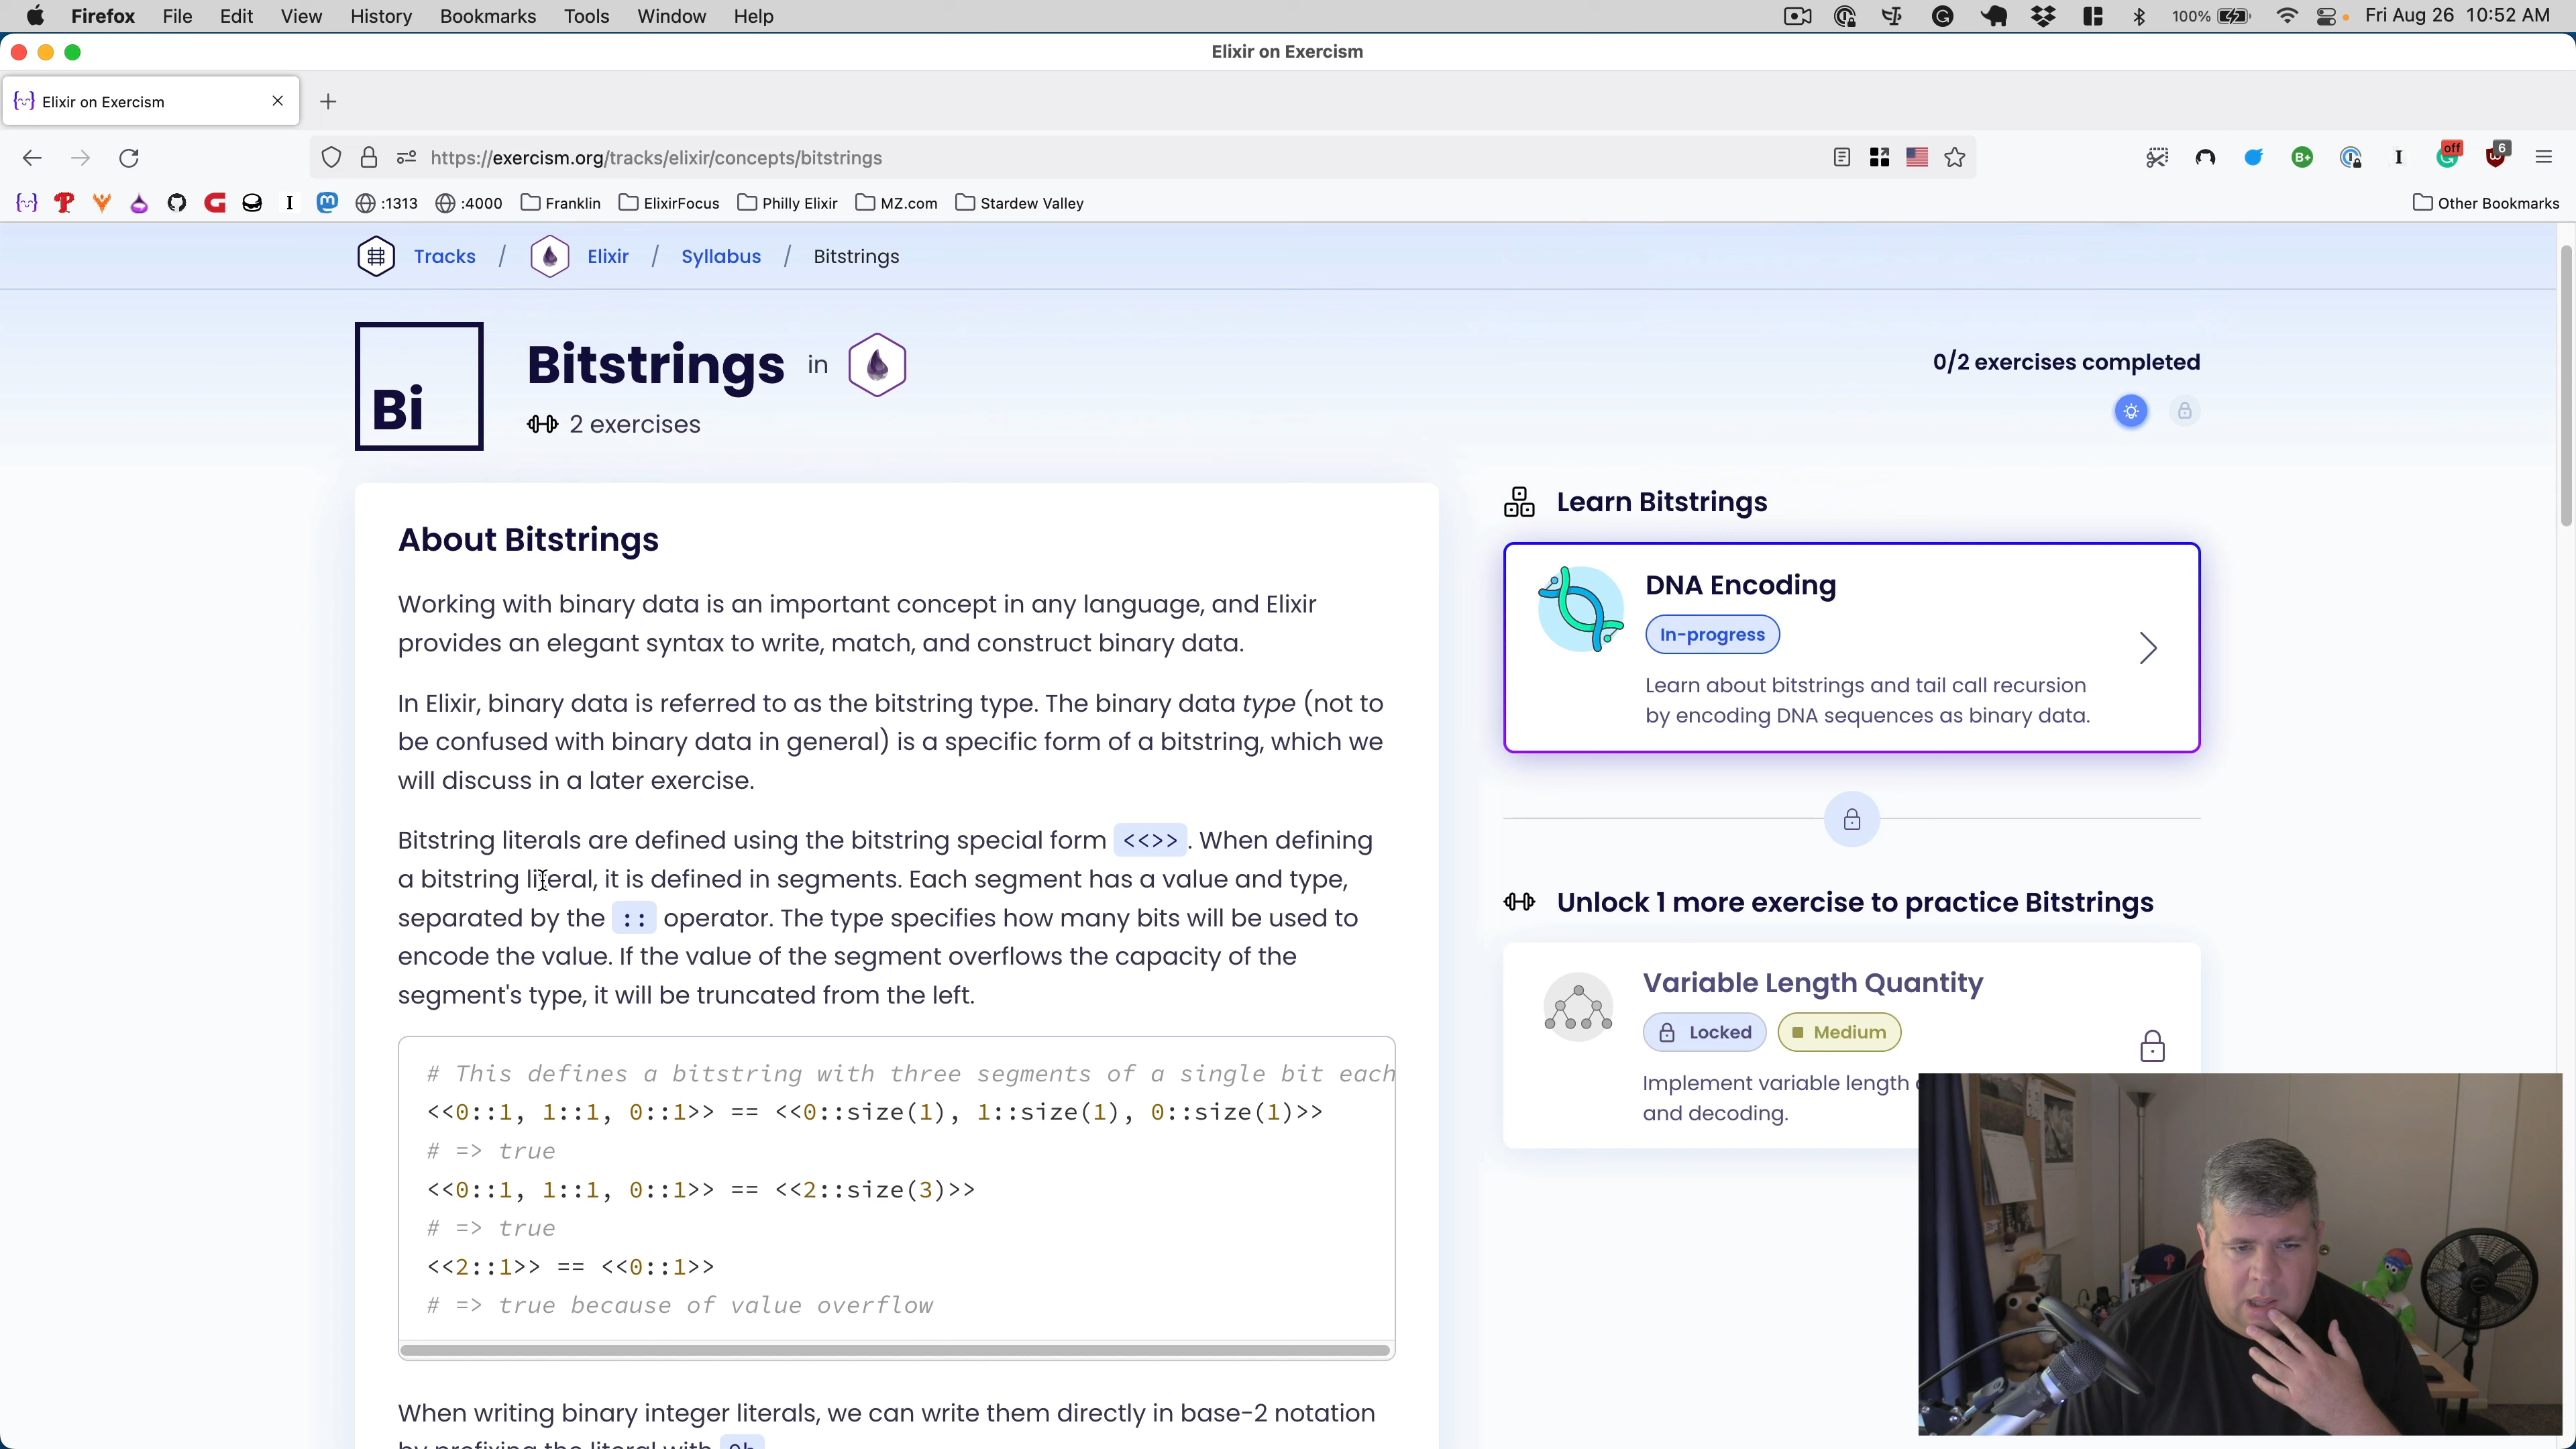 Firefox File Edit View History Bookmarks Tools Window Help 100% Fri Aug 26 10:52 AM
Elixir on Exercism
Elixir on Exercism
https://exercism.org/tracks/elixir/concepts/bitstrings
off 6
:1313 :4000 Franklin ElixirFocus Philly Elixir MZ.com Stardew Valley Other Bookmarks
Tracks / Elixir / Syllabus / Bitstrings
Bi
Bitstrings in
2 exercises
0/2 exercises completed
About Bitstrings
Working with binary data is an important concept in any language, and Elixir
provides an elegant syntax to write, match, and construct binary data.
In Elixir, binary data is referred to as the bitstring type. The binary data type (not to
be confused with binary data in general) is a specific form of a bitstring, which we
will discuss in a later exercise.
Bitstring literals are defined using the bitstring special form <<>>. When defining
a bitstring literal, it is defined in segments. Each segment has a value and type,
separated by the :: operator. The type specifies how many bits will be used to
encode the value. If the value of the segment overflows the capacity of the
segment's type, it will be truncated from the left.
# This defines a bitstring with three segments of a single bit each
<<0::1, 1::1, 0::1>> == <<0::size(1), 1::size(1), 0::size(1)>>
# => true
<<0::1, 1::1, 0::1>> == <<2::size(3)>>
# => true
<<2::1>> == <<0::1>>
# => true because of value overflow
When writing binary integer literals, we can write them directly in base-2 notation
by prefixing the literal with 0b
Learn Bitstrings
DNA Encoding
In-progress
Learn about bitstrings and tail call recursion
by encoding DNA sequences as binary data.
Unlock 1 more exercise to practice Bitstrings
Variable Length Quantity
Locked Medium
Implement variable length
and decoding.